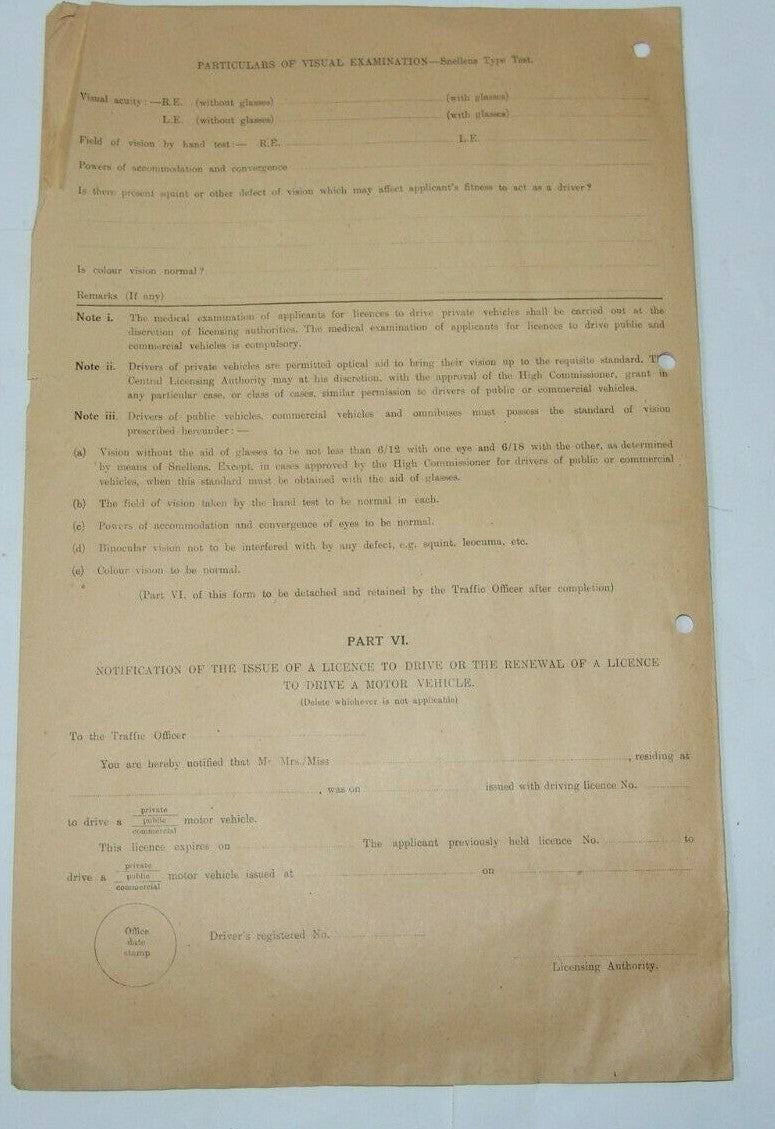 PARTICULARS OF VISUAL EXAMINATION—Snellens Type Test.
Visual acuity:—R.E. (without glasses) (with glasses)
L.E. (without glasses) (with glasses)
Field of vision by hand test:— R.E. L.E.
Powers of accommodation and convergence
Is there present squint or other defect of vision which may affect applicant's fitness to act as a driver?
Is colour vision normal?
Remarks (If any)
Note i. The medical examination of applicants for licences to drive private vehicles shall be carried out at the
discretion of licensing authorities. The medical examination of applicants for licences to drive public and
commercial vehicles is compulsory.
Note ii. Drivers of private vehicles are permitted optical aid to bring their vision up to the requisite standard. Th
Central Licensing Authority may at his discretion, with the approval of the High Commissioner, grant in
any particular case, or class of cases, similar permission to drivers of public or commercial vehicles.
Note iii. Drivers of public vehicles, commercial vehicles and omnibuses must possess the standard of vision
prescribed hereunder:—
(a) Vision without the aid of glasses to be not less than 6/12 with one eye and 6/18 with the other, as determined
by means of Snellens. Except, in cases approved by the High Commissioner for drivers of public or commercial
vehicles, when this standard must be obtained with the aid of glasses.
(b) The field of vision taken by the hand test to be normal in each.
(c) Powers of accommodation and convergence of eyes to be normal.
(d) Binocular vision not to be interfered with by any defect, e.g. squint, leocuma, etc.
(e) Colour vision to be normal.
(Part VI. of this form to be detached and retained by the Traffic Officer after completion)
PART VI.
NOTIFICATION OF THE ISSUE OF A LICENCE TO DRIVE OR THE RENEWAL OF A LICENCE
TO DRIVE A MOTOR VEHICLE.
(Delete whichever is not applicable)
To the Traffic Officer
You are hereby notified that Mr Mrs./Miss , residing at
, was on issued with driving licence No.
private
to drive a public motor vehicle.
commercial
This licence expires on The applicant previously held licence No. to
private
drive a public motor vehicle issued at on
commercial
Office
date
stamp
Driver's registered No.
Licensing Authority.